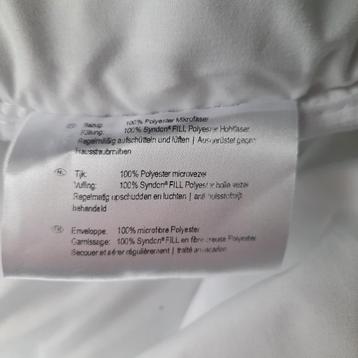 Bezug: 100% Polyester Mikrofaser
Füllung: 100% Syndon® FILL Polyester Hohlfaser
Regelmäßig aufschütteln und lüften | Ausgerüstet gegen
Hausstaubmilben
NL Tijk: 100% Polyester microvezel
Vulling: 100% Syndon® FILL Polyester holle vezel
Regelmatig opschudden en luchten | anti huisstofmijt
behandeld
FR Enveloppe: 100% microfibre Polyester
Garnissage: 100% Syndon® FILL en fibre creuse Polyester
Secouer et aérer régulièrement | traité anti-acarien